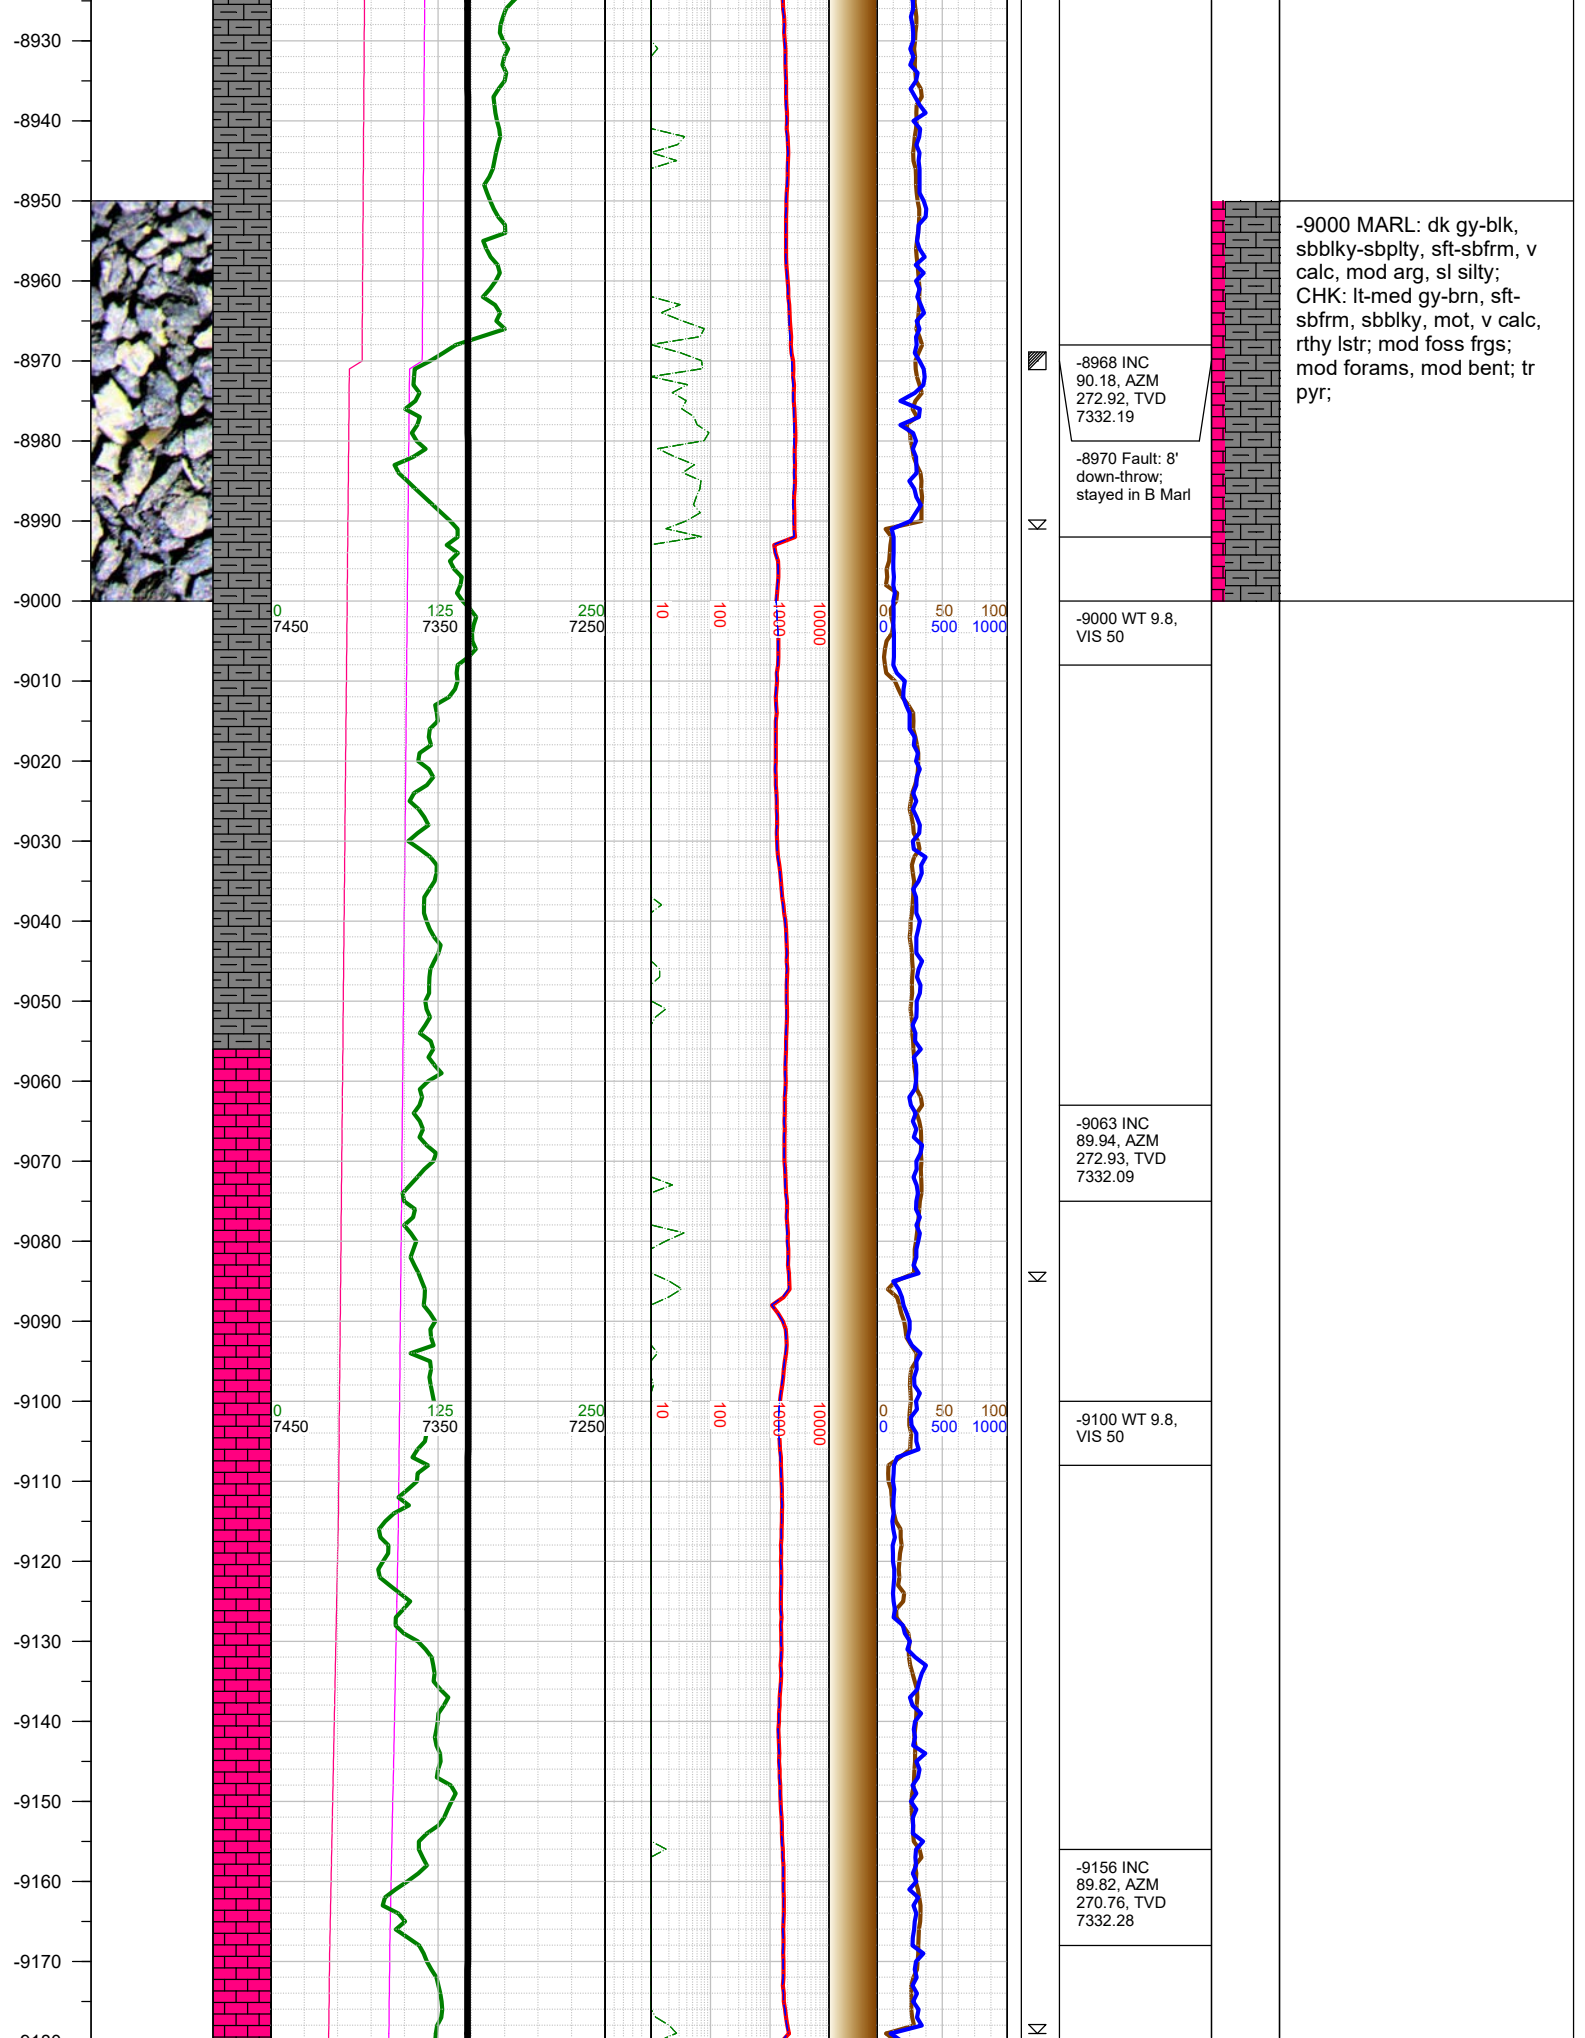 -8930
-8940
-8950
-9000 MARL: dk gy-blk,
sbblky-sbplty, sft-sbfrm, v
calc, mod arg, sl silty;
CHK: lt-med gy-brn, sft-
sbfrm, sbblky, mot, v calc,
rthy lstr; mod foss frgs;
mod forams, mod bent; tr
pyr;
-8960
-8970
-8968 INC
90.18, AZM
272.92, TVD
7332.19
-8980
-8970 Fault: 8'
down-throw;
stayed in B Marl
-8990
-9000
0 125 250
7450 7350 7250
10 100 1000 10000
0 50 100
0 500 1000
-9000 WT 9.8,
VIS 50
-9010
-9020
-9030
-9040
-9050
-9060
-9063 INC
89.94, AZM
272.93, TVD
7332.09
-9070
-9080
-9090
-9100
0 125 250
7450 7350 7250
10 100 1000 10000
0 50 100
0 500 1000
-9100 WT 9.8,
VIS 50
-9110
-9120
-9130
-9140
-9150
-9160
-9156 INC
89.82, AZM
270.76, TVD
7332.28
-9170
-9180